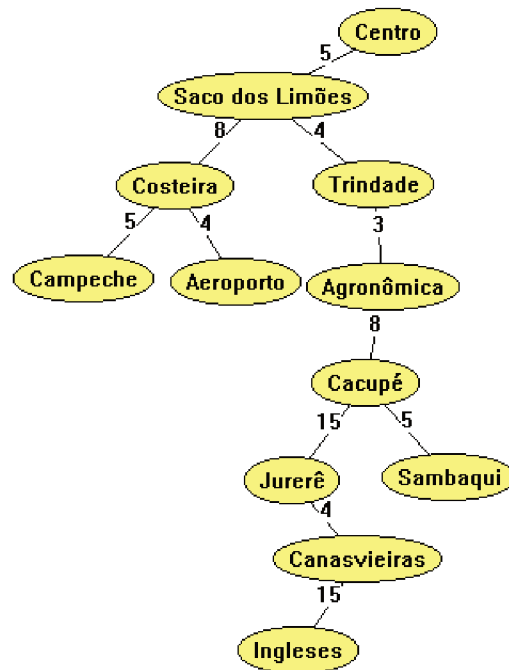 Centro
5
Saco dos Limões
8
4
Costeira
Trindade
5
4
3
Campeche
Aeroporto
Agronômica
8
Cacupé
15
5
Jurerê
Sambaqui
4
Canasvieiras
15
Ingleses